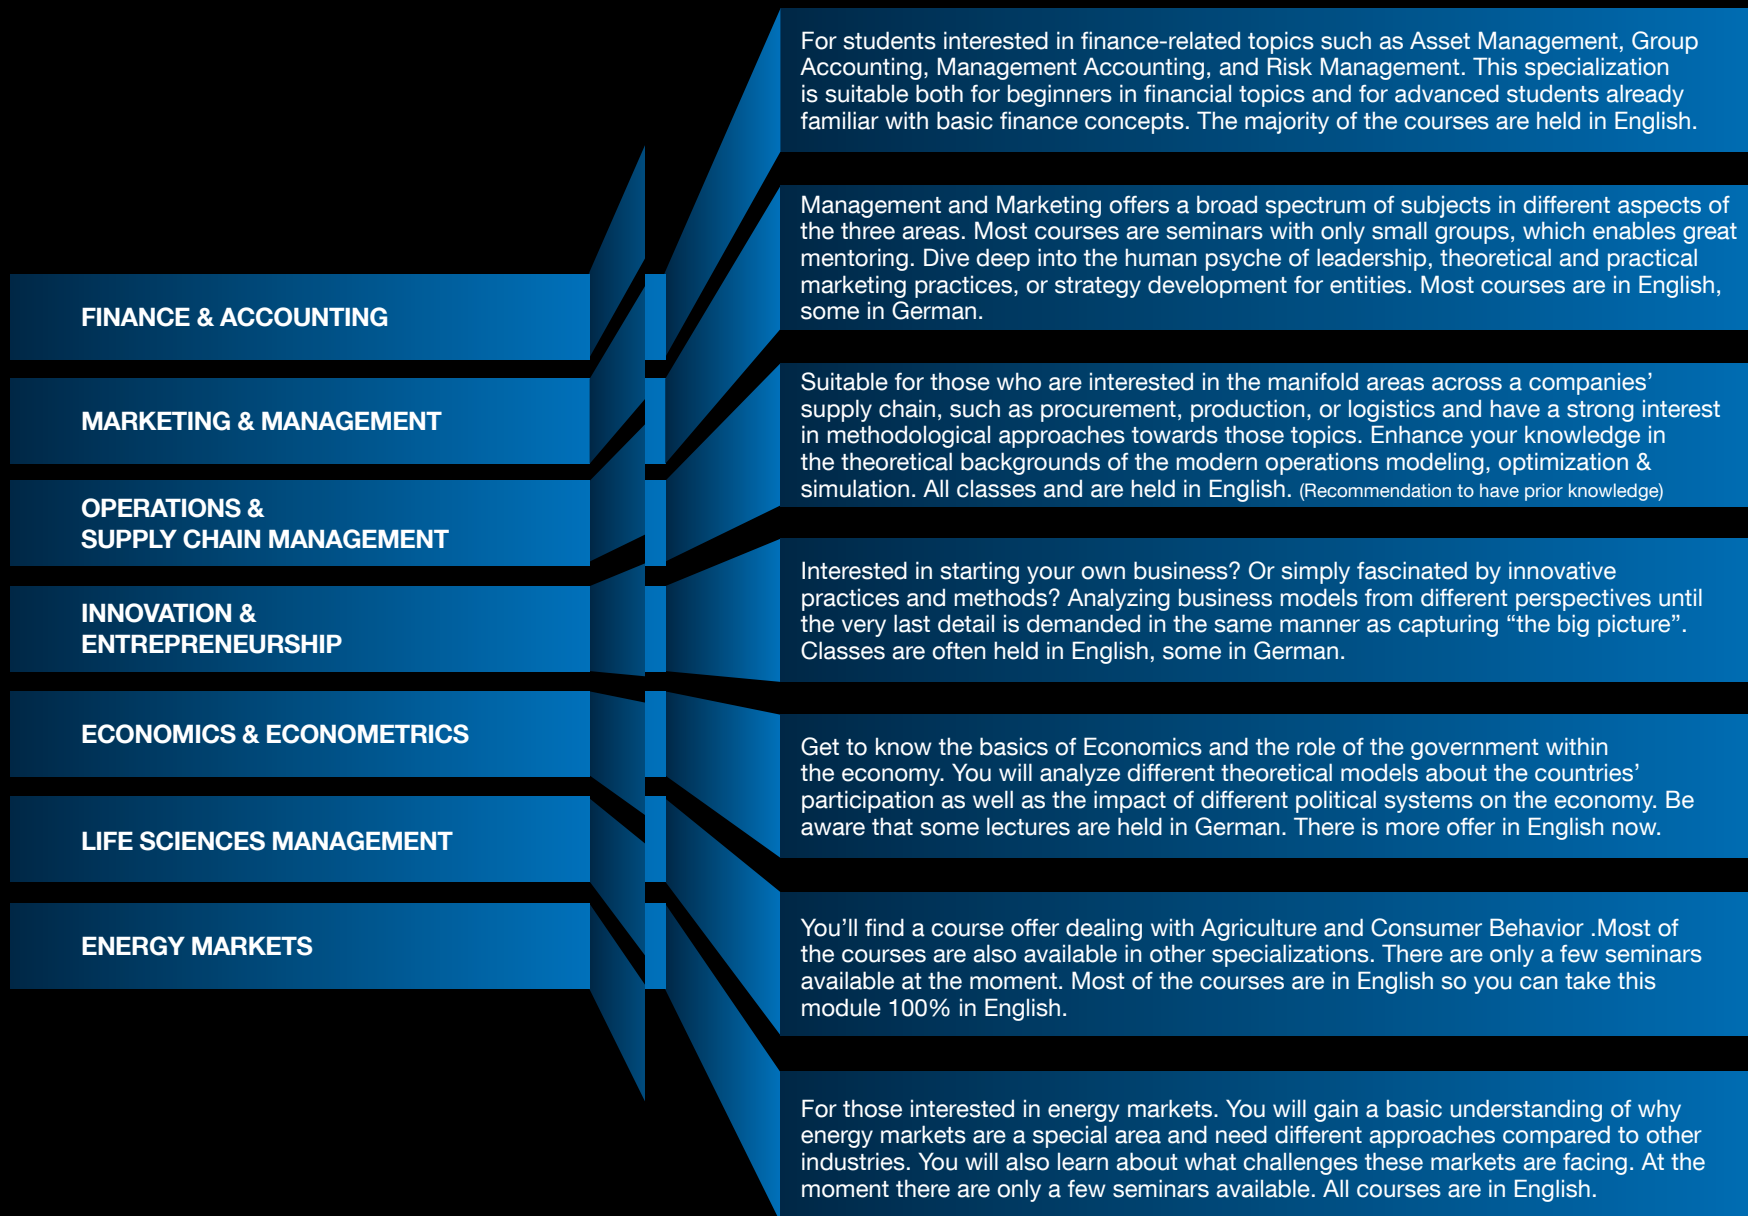 FINANCE & ACCOUNTING
For students interested in finance-related topics such as Asset Management, Group
Accounting, Management Accounting, and Risk Management. This specialization
is suitable both for beginners in financial topics and for advanced students already
familiar with basic finance concepts. The majority of the courses are held in English.
MARKETING & MANAGEMENT
Management and Marketing offers a broad spectrum of subjects in different aspects of
the three areas. Most courses are seminars with only small groups, which enables great
mentoring. Dive deep into the human psyche of leadership, theoretical and practical
marketing practices, or strategy development for entities. Most courses are in English,
some in German.
OPERATIONS &
SUPPLY CHAIN MANAGEMENT
Suitable for those who are interested in the manifold areas across a companies’
supply chain, such as procurement, production, or logistics and have a strong interest
in methodological approaches towards those topics. Enhance your knowledge in
the theoretical backgrounds of the modern operations modeling, optimization &
simulation. All classes and are held in English. (Recommendation to have prior knowledge)
INNOVATION &
ENTREPRENEURSHIP
Interested in starting your own business? Or simply fascinated by innovative
practices and methods? Analyzing business models from different perspectives until
the very last detail is demanded in the same manner as capturing “the big picture”.
Classes are often held in English, some in German.
ECONOMICS & ECONOMETRICS
Get to know the basics of Economics and the role of the government within
the economy. You will analyze different theoretical models about the countries’
participation as well as the impact of different political systems on the economy. Be
aware that some lectures are held in German. There is more offer in English now.
LIFE SCIENCES MANAGEMENT
You’ll find a course offer dealing with Agriculture and Consumer Behavior .Most of
the courses are also available in other specializations. There are only a few seminars
available at the moment. Most of the courses are in English so you can take this
module 100% in English.
ENERGY MARKETS
For those interested in energy markets. You will gain a basic understanding of why
energy markets are a special area and need different approaches compared to other
industries. You will also learn about what challenges these markets are facing. At the
moment there are only a few seminars available. All courses are in English.